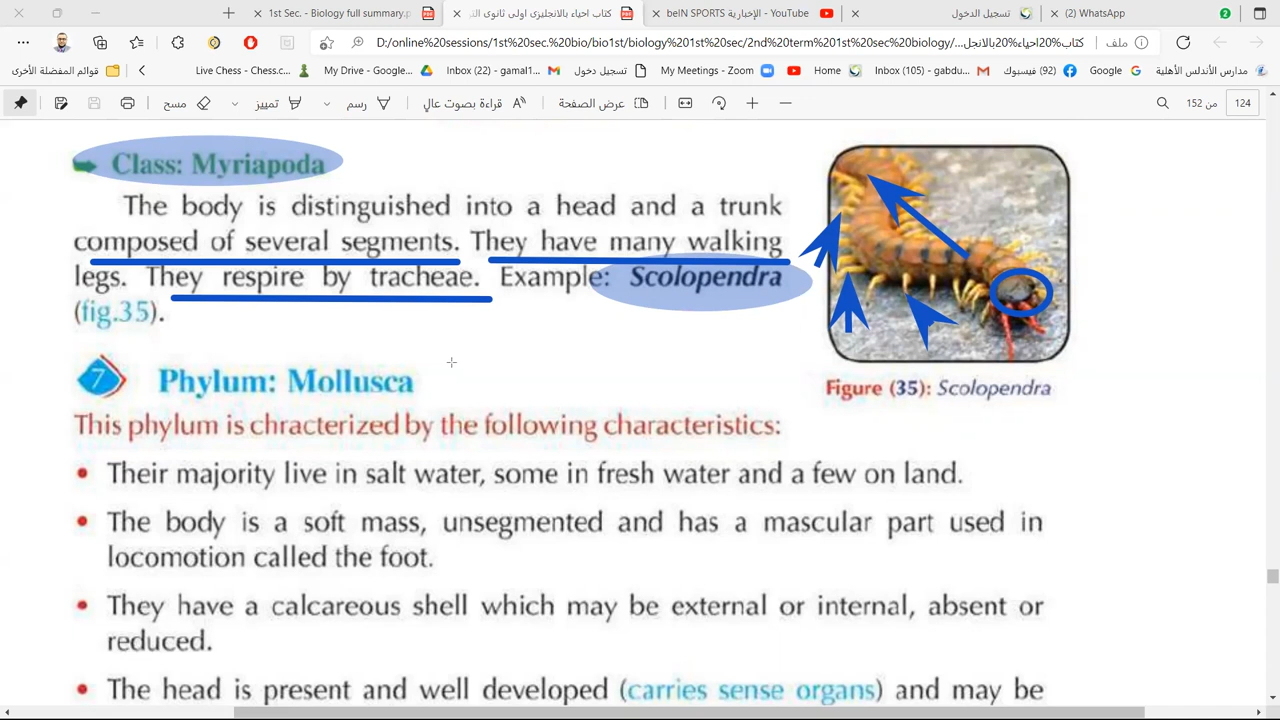 1st Sec. - Biology full summary.p
كتاب احياء بالانجليزى اولى ثانوى التر
beIN SPORTS الإخبارية - YouTube
تسجيل الدخول
(2) WhatsApp
D:/online%20sessions/1st%20sec.%20bio/bio1st/biology%201st%20sec/2nd%20term%201st%20sec%20biology/كتاب%20احياء%20بالانجل...
ملف
قوائم المفضلة الأخرى
Live Chess - Chess.c...
My Drive - Google...
Inbox (22) - gamal1...
تسجيل دخول
My Meetings - Zoom
Home
Inbox (105) - gabdu...
(92) فيسبوك
Google
مدارس الأندلس الأهلية
مسح
رسم
تمييز
قراءة بصوت عالٍ
عرض الصفحة
من 152
124
Class: Myriapoda
The body is distinguished into a head and a trunk
composed of several segments. They have many walking
legs. They respire by tracheae. Example: Scolopendra
(fig.35).
Figure (35): Scolopendra
7 Phylum: Mollusca
This phylum is chracterized by the following characteristics:
• Their majority live in salt water, some in fresh water and a few on land.
• The body is a soft mass, unsegmented and has a mascular part used in
locomotion called the foot.
• They have a calcareous shell which may be external or internal, absent or
reduced.
• The head is present and well developed (carries sense organs) and may be